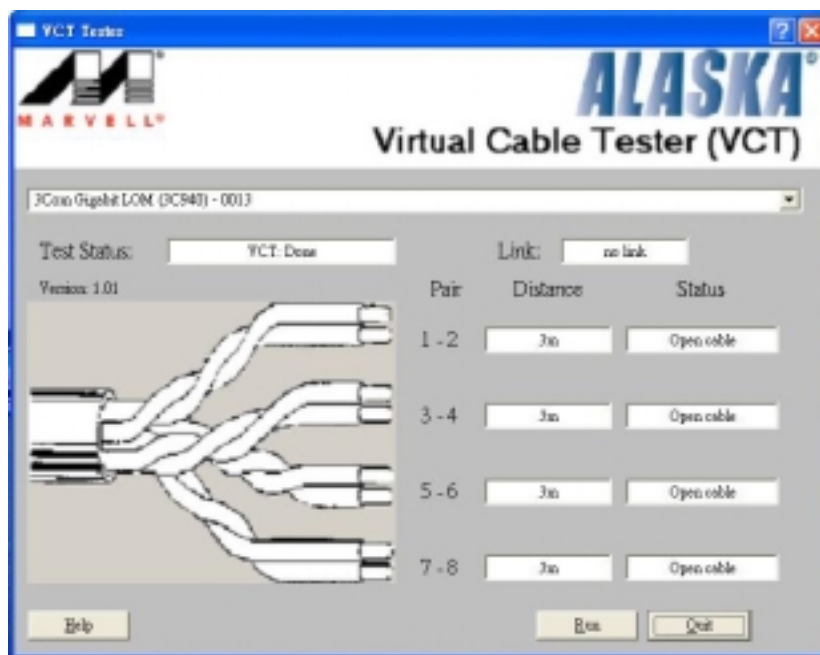 VCT Tester
MARVELL®
ALASKA®
Virtual Cable Tester (VCT)
3Com Gigabit LOM (3C940) - 0013
Test Status: VCT: Done Link: no link
Version: 1.01
Pair Distance Status
1 - 2 3m Open cable
3 - 4 3m Open cable
5 - 6 3m Open cable
7 - 8 3m Open cable
Help Run Quit